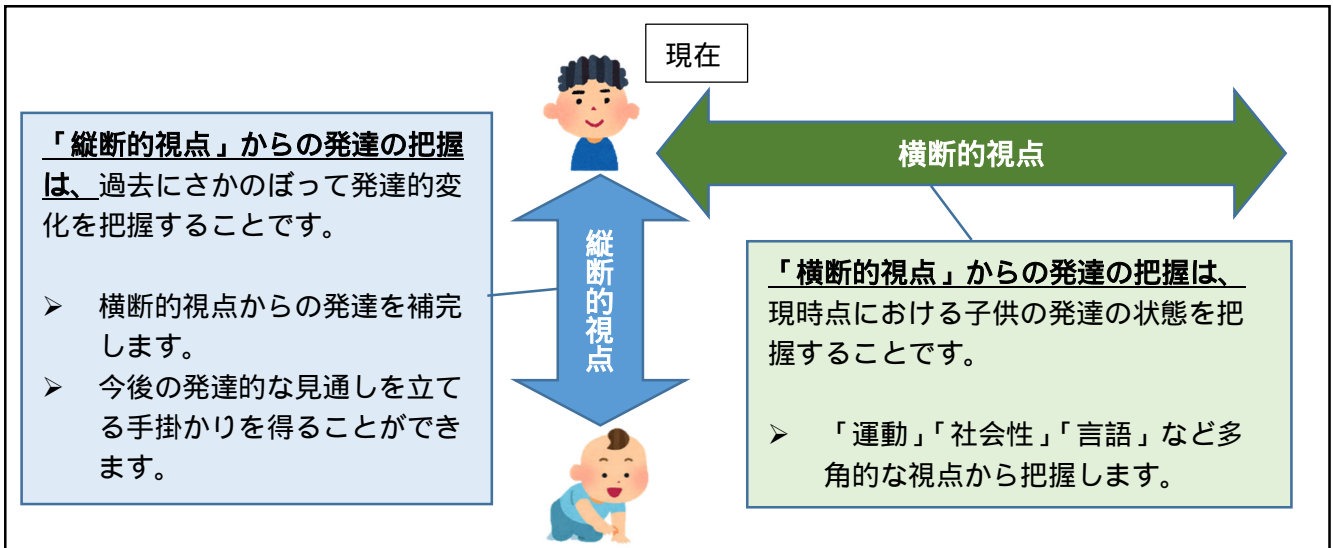 現在
「縦断的視点」からの発達の把握
は、過去にさかのぼって発達的変
化を把握することです。
➢ 横断的視点からの発達を補完
します。
➢ 今後の発達的な見通しを立て
る手掛かりを得ることができ
ます。
縦断的視点
横断的視点
「横断的視点」からの発達の把握は、
現時点における子供の発達の状態を把
握することです。
➢ 「運動」「社会性」「言語」など多
角的な視点から把握します。